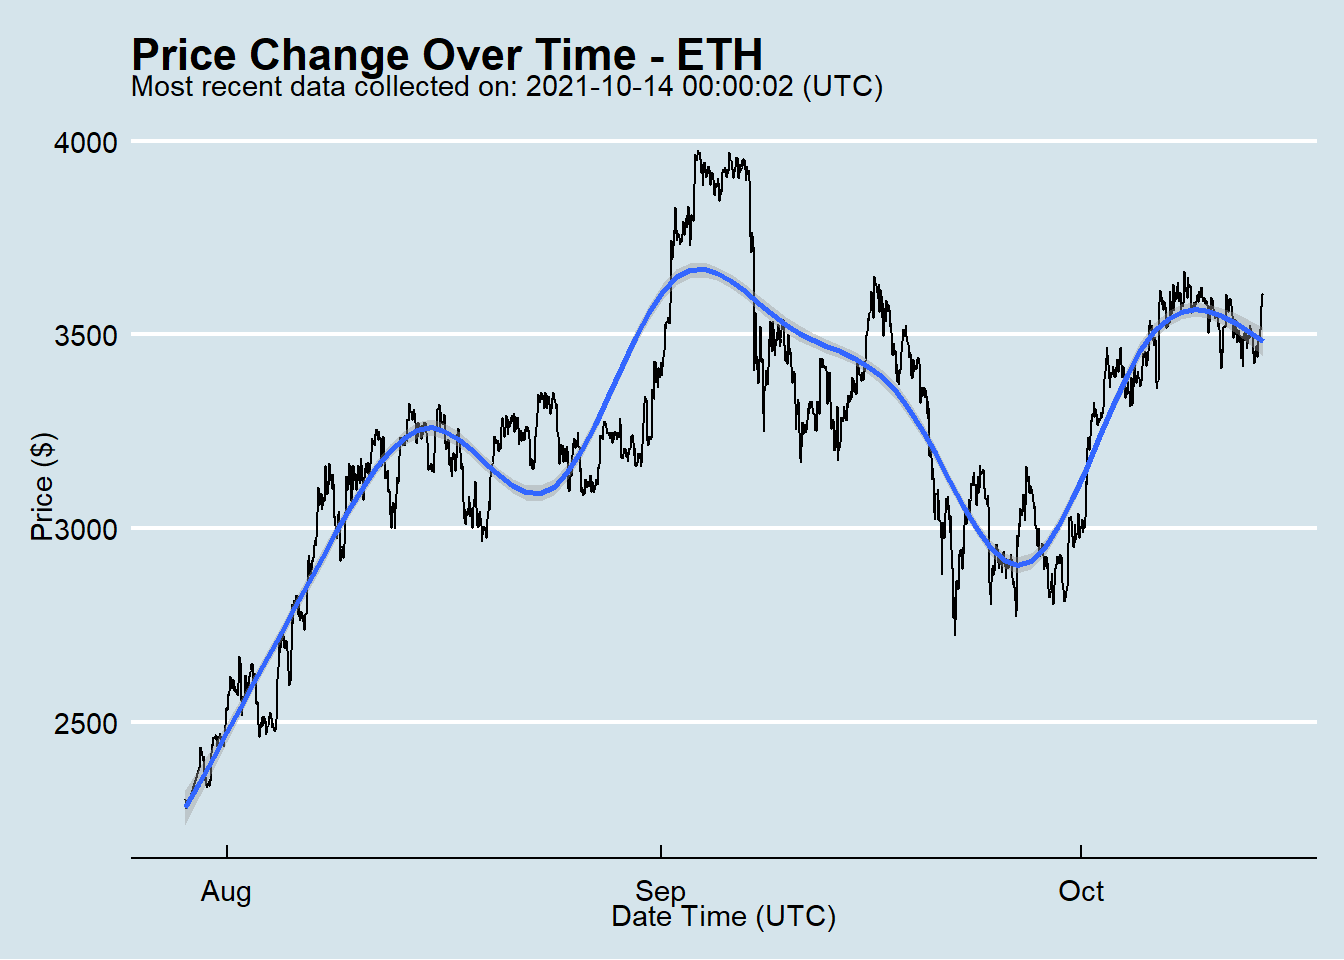 Price Change Over Time - ETH
Most recent data collected on: 2021-10-14 00:00:02 (UTC)
4000
3500
3000
2500
Price ($)
Aug
Sep
Oct
Date Time (UTC)